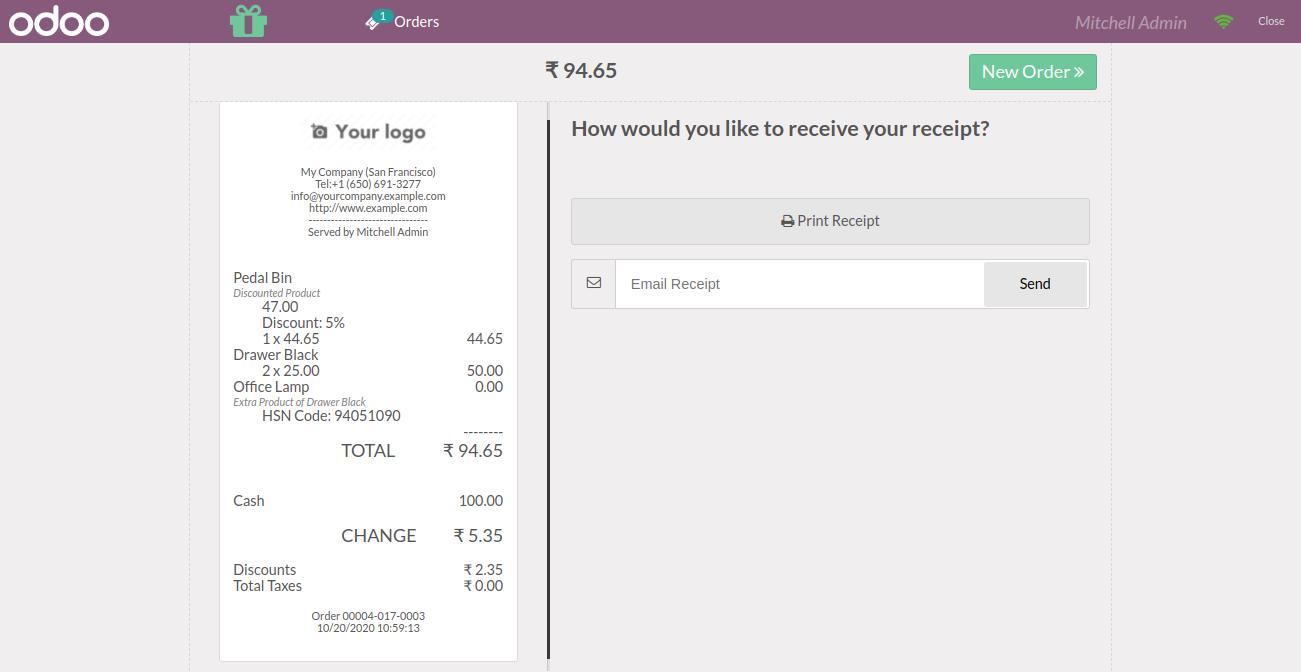 odoo
1 Orders
Mitchell Admin
Close
₹ 94.65
New Order »
Your logo
My Company (San Francisco)
Tel:+1 (650) 691-3277
info@yourcompany.example.com
http://www.example.com
--------------------------------
Served by Mitchell Admin
Pedal Bin
Discounted Product
47.00
Discount: 5%
1 x 44.65 44.65
Drawer Black
2 x 25.00 50.00
Office Lamp 0.00
Extra Product of Drawer Black
HSN Code: 94051090
--------
TOTAL ₹ 94.65
Cash 100.00
CHANGE ₹ 5.35
Discounts ₹ 2.35
Total Taxes ₹ 0.00
Order 00004-017-0003
10/20/2020 10:59:13
How would you like to receive your receipt?
Print Receipt
Email Receipt
Send